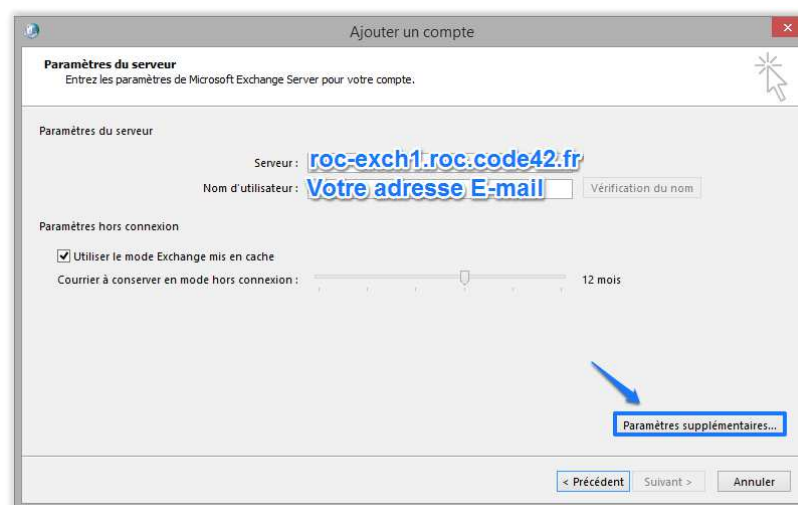 Ajouter un compte
Paramètres du serveur
Entrez les paramètres de Microsoft Exchange Server pour votre compte.
Paramètres du serveur
Serveur : roc-exch1.roc.code42.fr
Nom d'utilisateur : Votre adresse E-mail Vérification du nom
Paramètres hors connexion
Utiliser le mode Exchange mis en cache
Courrier à conserver en mode hors connexion : 12 mois
Paramètres supplémentaires...
< Précédent Suivant > Annuler